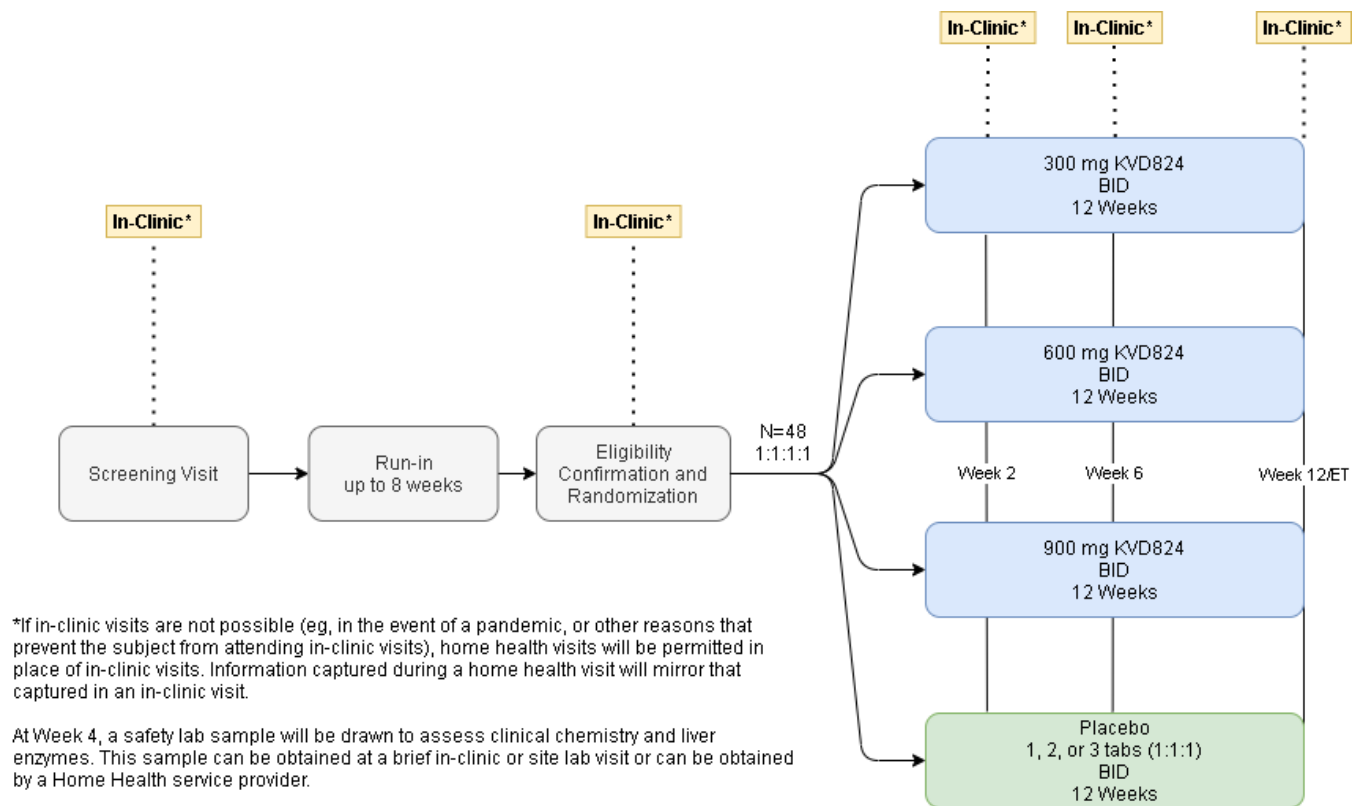 In-Clinic*
In-Clinic*
In-Clinic*
In-Clinic*
In-Clinic*
Screening Visit
Run-in
up to 8 weeks
Eligibility
Confirmation and
Randomization
N=48
1:1:1:1
300 mg KVD824
BID
12 Weeks
600 mg KVD824
BID
12 Weeks
Week 2
Week 6
Week 12/ET
900 mg KVD824
BID
12 Weeks
Placebo
1, 2, or 3 tabs (1:1:1)
BID
12 Weeks
*If in-clinic visits are not possible (eg, in the event of a pandemic, or other reasons that
prevent the subject from attending in-clinic visits), home health visits will be permitted in
place of in-clinic visits. Information captured during a home health visit will mirror that
captured in an in-clinic visit.
At Week 4, a safety lab sample will be drawn to assess clinical chemistry and liver
enzymes. This sample can be obtained at a brief in-clinic or site lab visit or can be obtained
by a Home Health service provider.